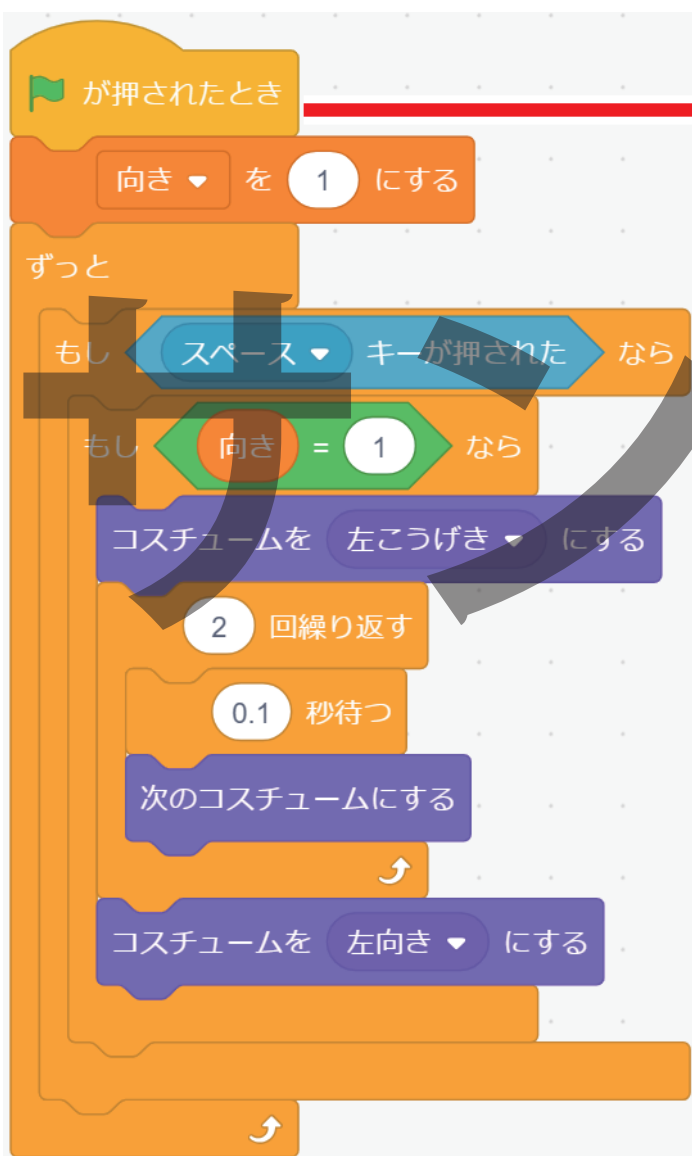 が押されたとき
向き を 1 にする
ずっと
もし スペース キーが押された なら
もし 向き = 1 なら
コスチュームを 左こうげき にする
2 回繰り返す
0.1 秒待つ
次のコスチュームにする
コスチュームを 左向き にする
サン